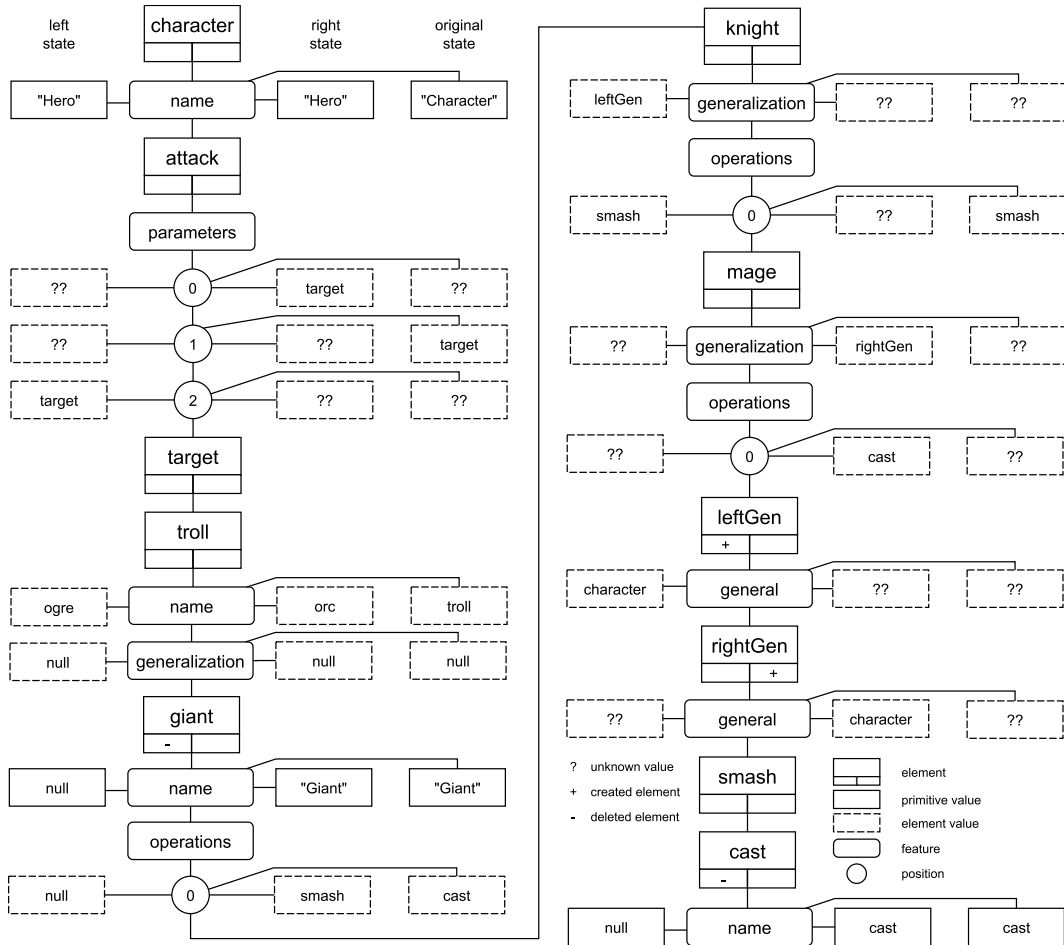 left state
character
right state
original state
"Hero"
name
"Hero"
"Character"
attack
parameters
??
0
target
??
??
1
??
target
target
2
??
??
target
troll
ogre
name
orc
troll
null
generalization
null
null
giant
-
null
name
"Giant"
"Giant"
operations
null
0
smash
cast
knight
leftGen
generalization
??
??
operations
smash
0
??
smash
mage
??
generalization
rightGen
??
operations
??
0
cast
??
leftGen
+
character
general
??
??
rightGen
+
??
general
character
??
smash
cast
-
null
name
cast
cast
? unknown value
+ created element
- deleted element
element
primitive value
element value
feature
position